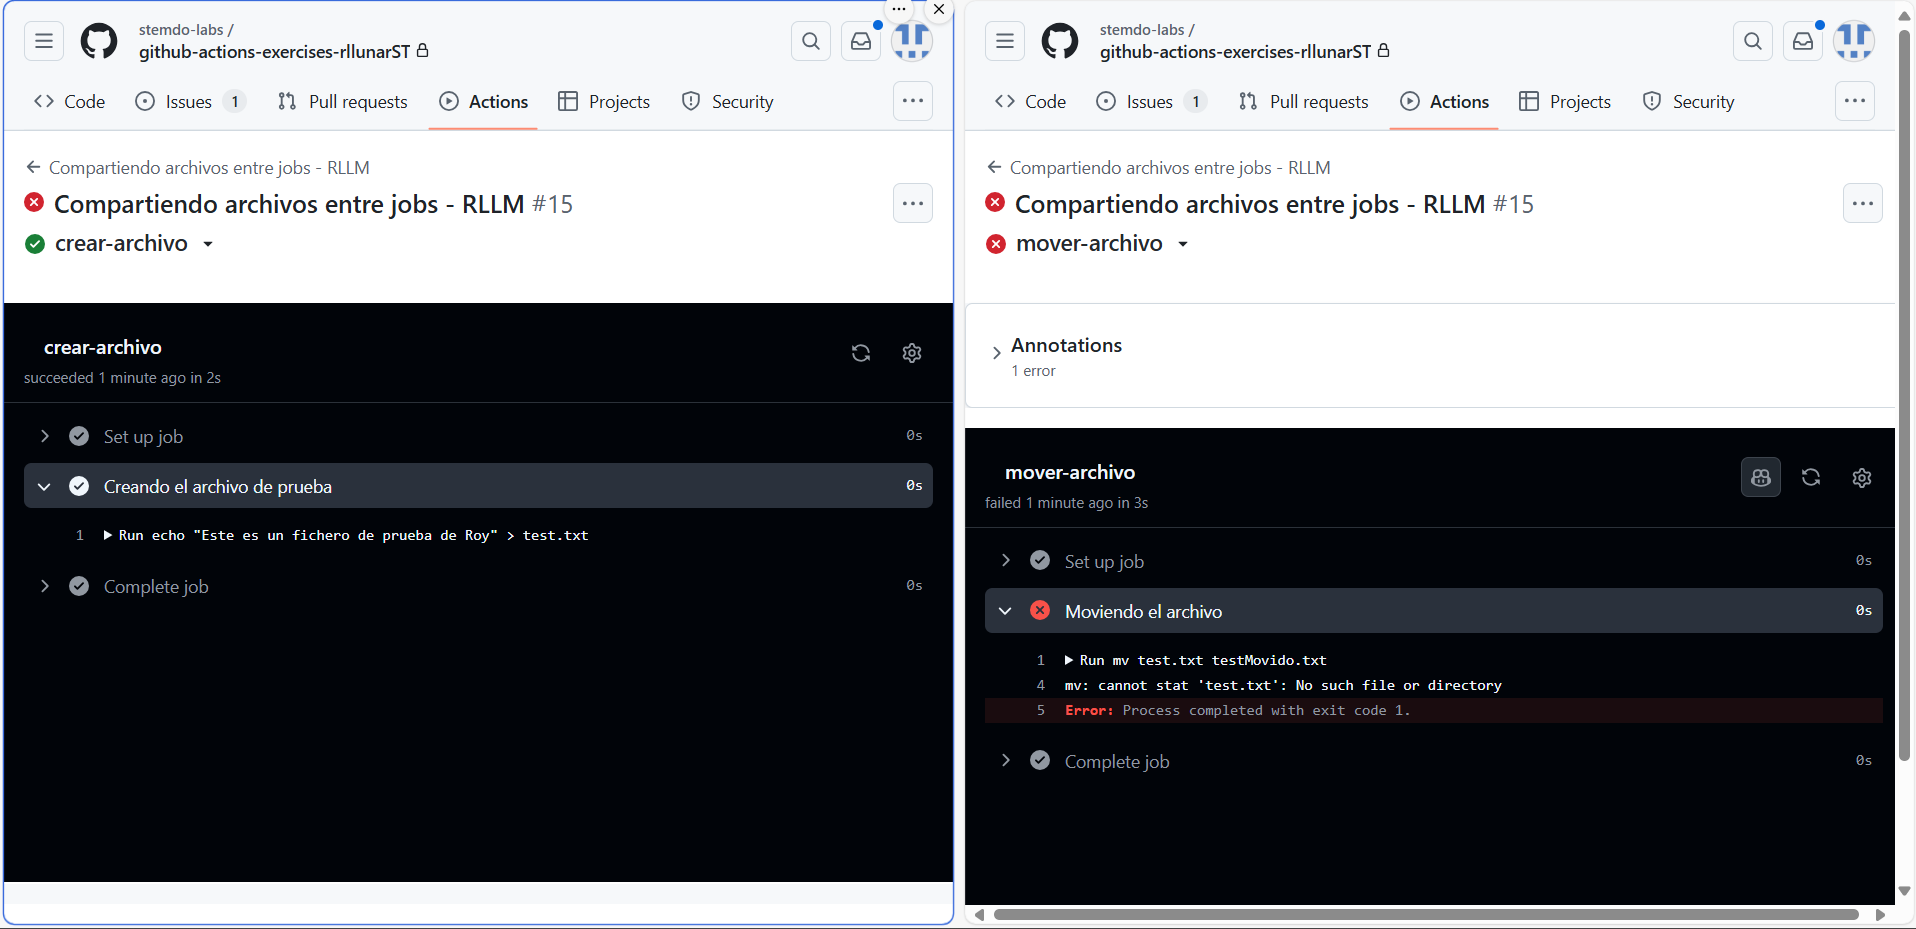 stemdo-labs /
github-actions-exercises-rllunarST
Code
Issues 1
Pull requests
Actions
Projects
Security
Compartiendo archivos entre jobs - RLLM
Compartiendo archivos entre jobs - RLLM #15
crear-archivo
crear-archivo
succeeded 1 minute ago in 2s
Set up job 0s
Creando el archivo de prueba 0s
1 Run echo "Este es un fichero de prueba de Roy" > test.txt
Complete job 0s
stemdo-labs /
github-actions-exercises-rllunarST
Code
Issues 1
Pull requests
Actions
Projects
Security
Compartiendo archivos entre jobs - RLLM
Compartiendo archivos entre jobs - RLLM #15
mover-archivo
Annotations
1 error
mover-archivo
failed 1 minute ago in 3s
Set up job 0s
Moviendo el archivo 0s
1 Run mv test.txt testMovido.txt
4 mv: cannot stat 'test.txt': No such file or directory
5 Error: Process completed with exit code 1.
Complete job 0s